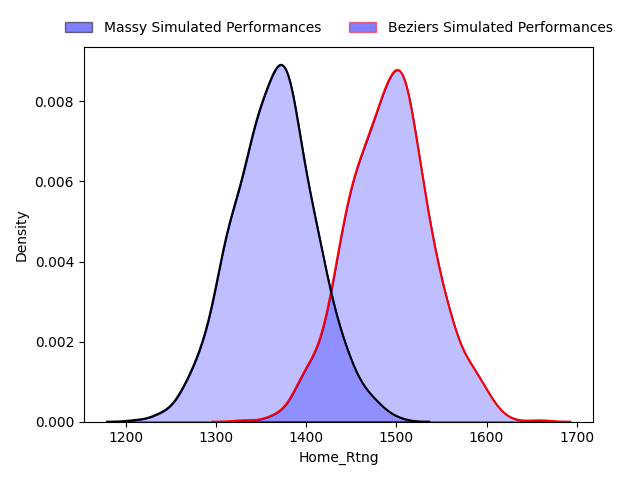 Massy Simulated Performances Beziers Simulated Performances
0.008
0.006
0.004
0.002
0.000
Density
1200 1300 1400 1500 1600 1700
Home_Rtng